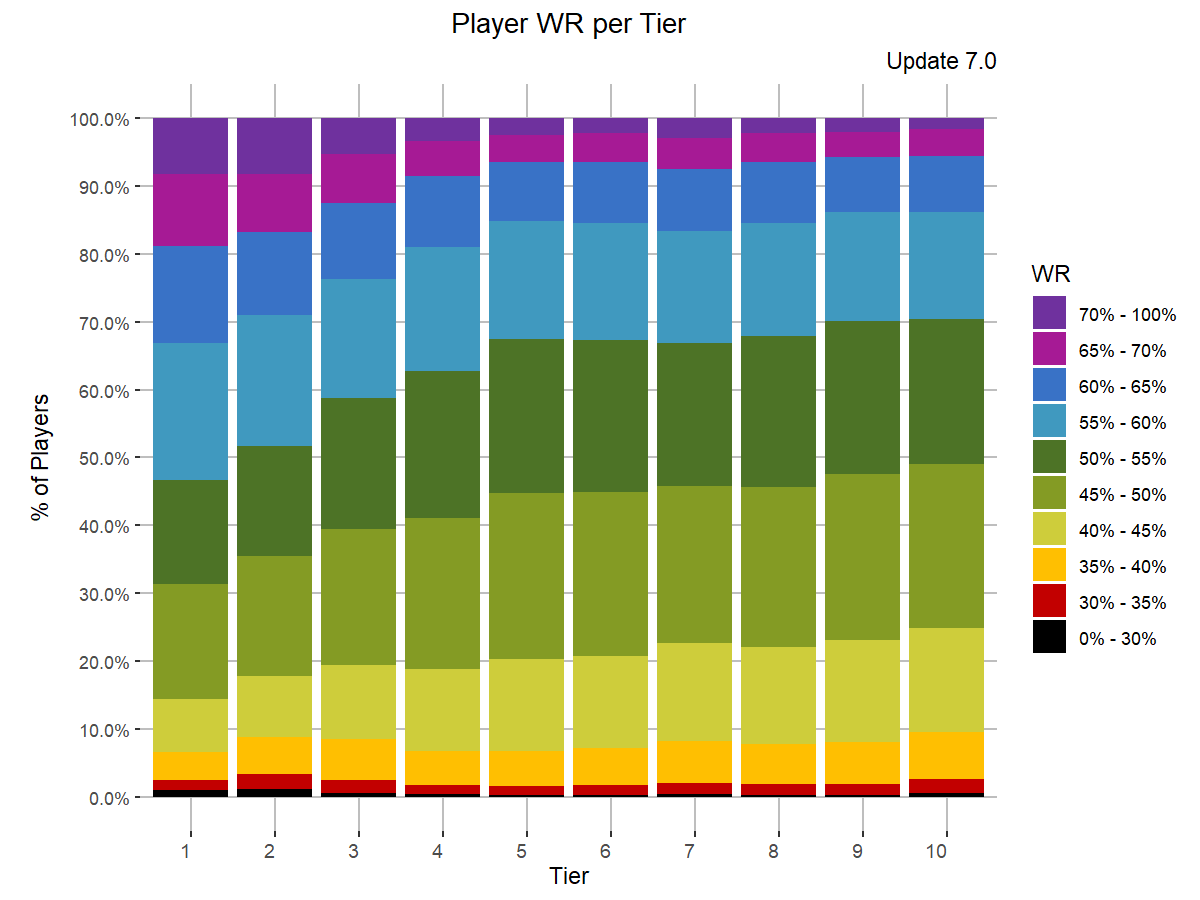 Player WR per Tier
Update 7.0
% of Players
100.0%
90.0%
80.0%
70.0%
60.0%
50.0%
40.0%
30.0%
20.0%
10.0%
0.0%
1 2 3 4 5 6 7 8 9 10
Tier
WR
70% - 100%
65% - 70%
60% - 65%
55% - 60%
50% - 55%
45% - 50%
40% - 45%
35% - 40%
30% - 35%
0% - 30%